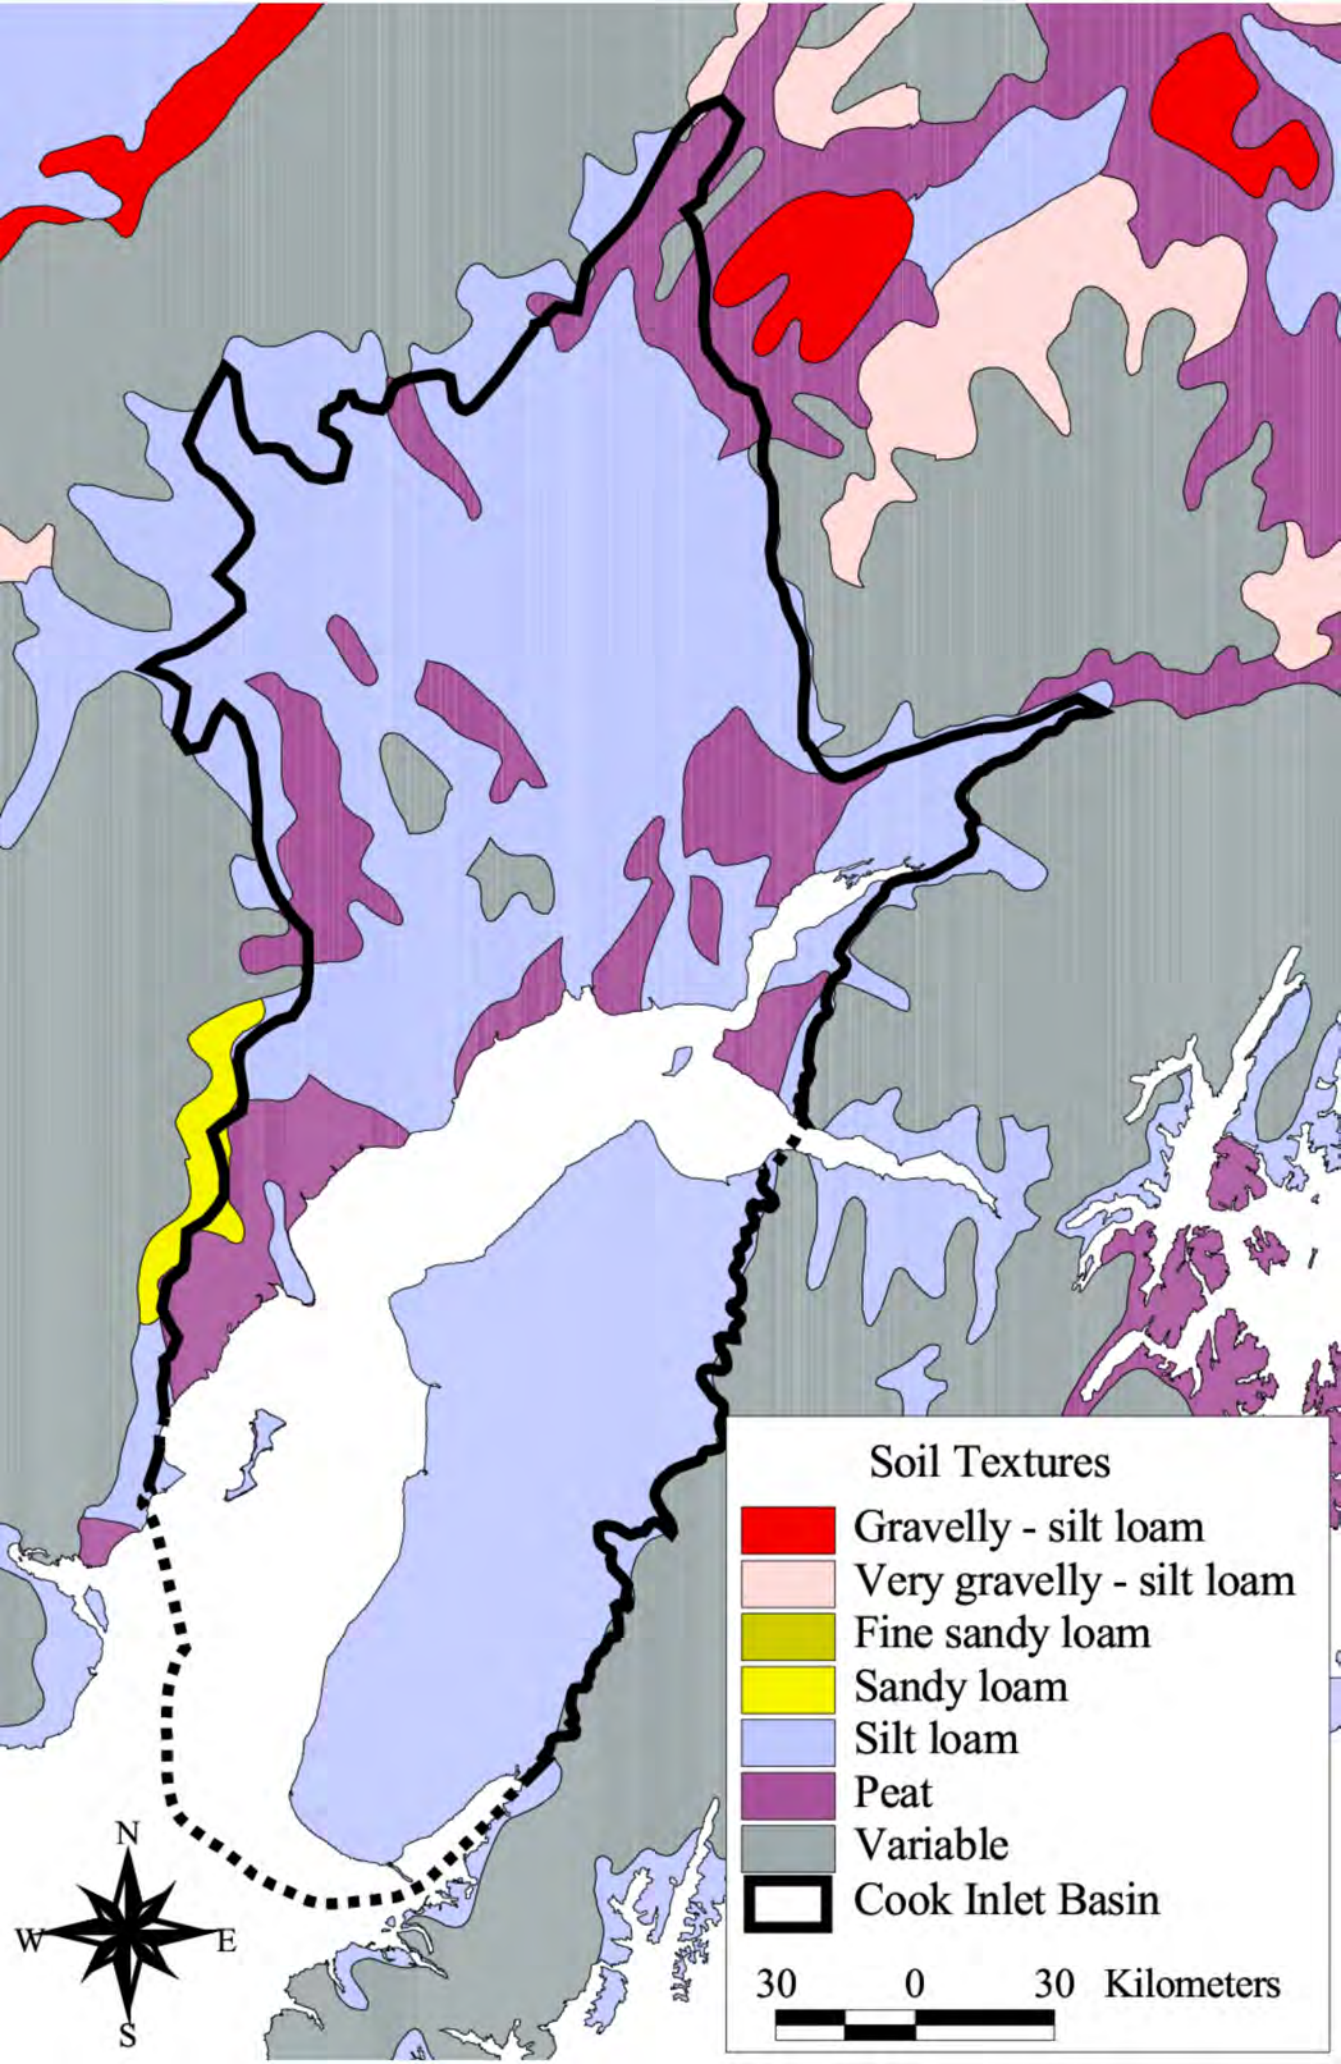 Soil Textures
Gravelly - silt loam
Very gravelly - silt loam
Fine sandy loam
Sandy loam
Silt loam
Peat
Variable
Cook Inlet Basin
N
W E
S
30 0 30 Kilometers